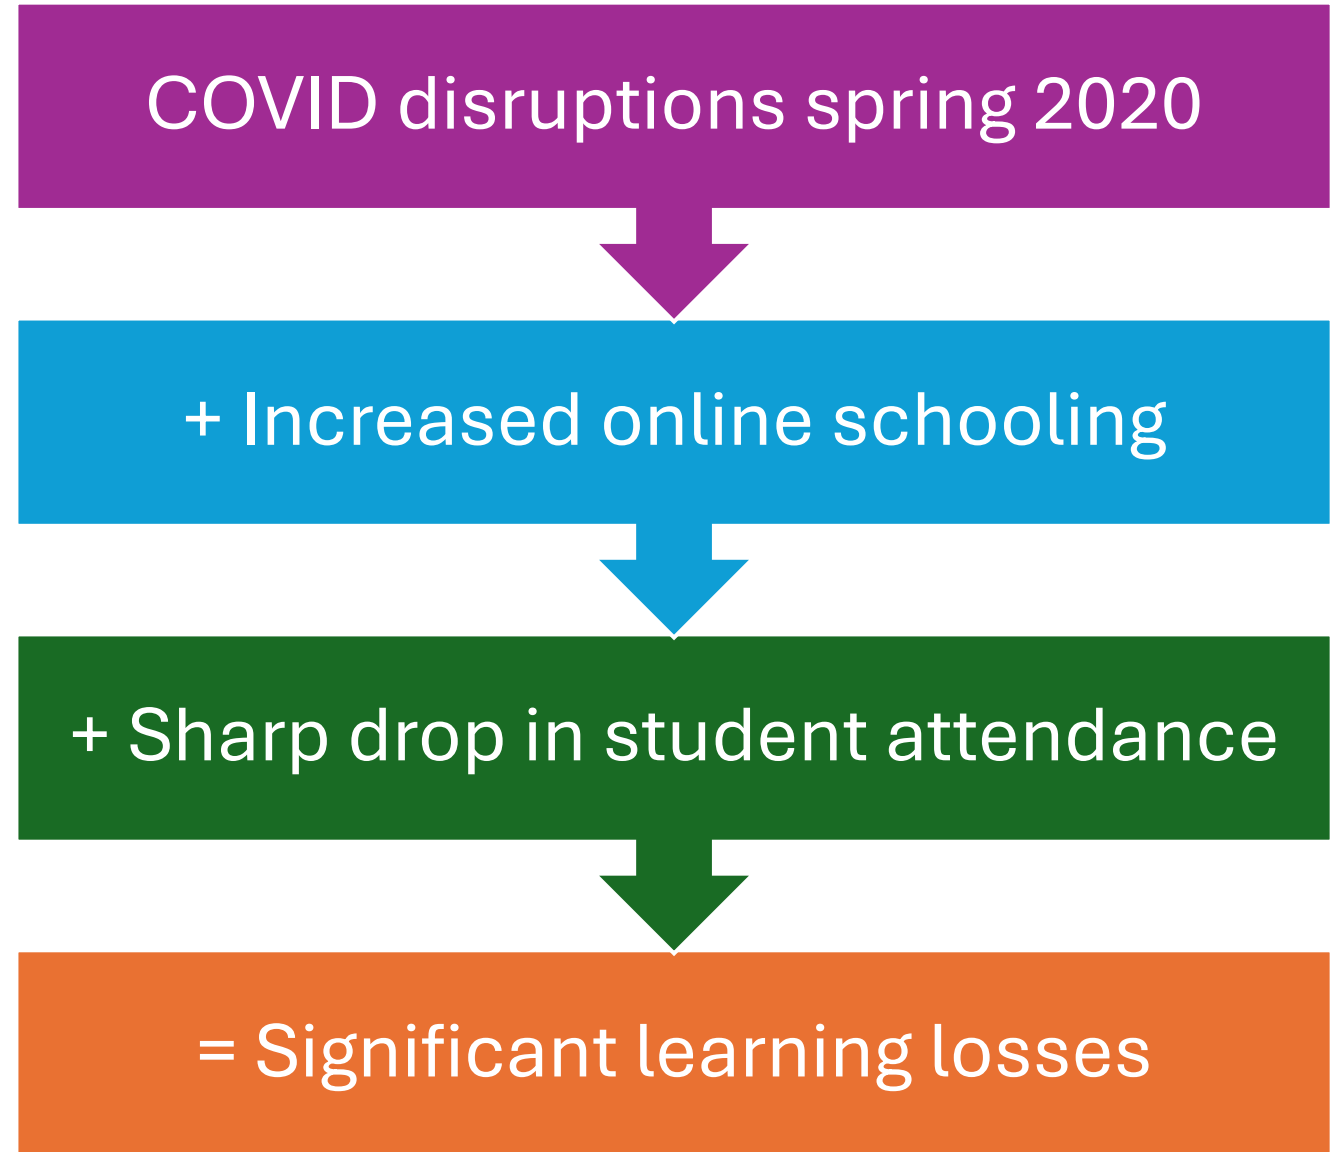 COVID disruptions spring 2020
+ Increased online schooling
+ Sharp drop in student attendance
= Significant learning losses